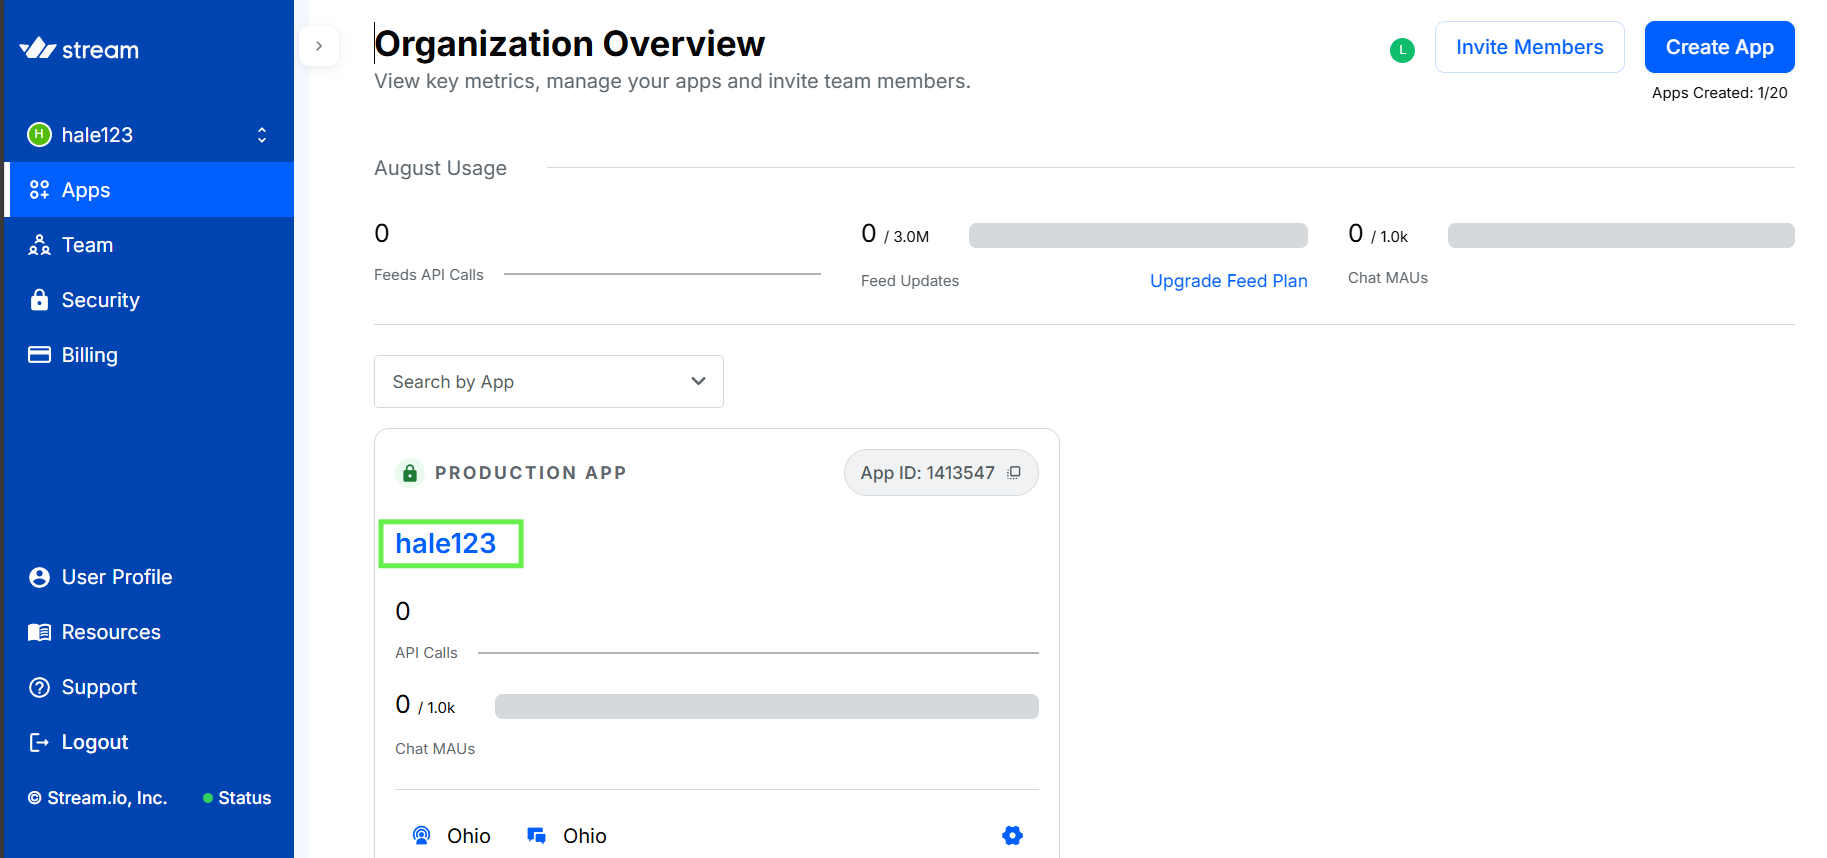 stream
H hale123
Apps
Team
Security
Billing
User Profile
Resources
Support
Logout
© Stream.io, Inc. Status
Organization Overview
View key metrics, manage your apps and invite team members.
L
Invite Members
Create App
Apps Created: 1/20
August Usage
0
Feeds API Calls
0 / 3.0M
Feed Updates
Upgrade Feed Plan
0 / 1.0k
Chat MAUs
Search by App
PRODUCTION APP
App ID: 1413547
hale123
0
API Calls
0 / 1.0k
Chat MAUs
Ohio Ohio